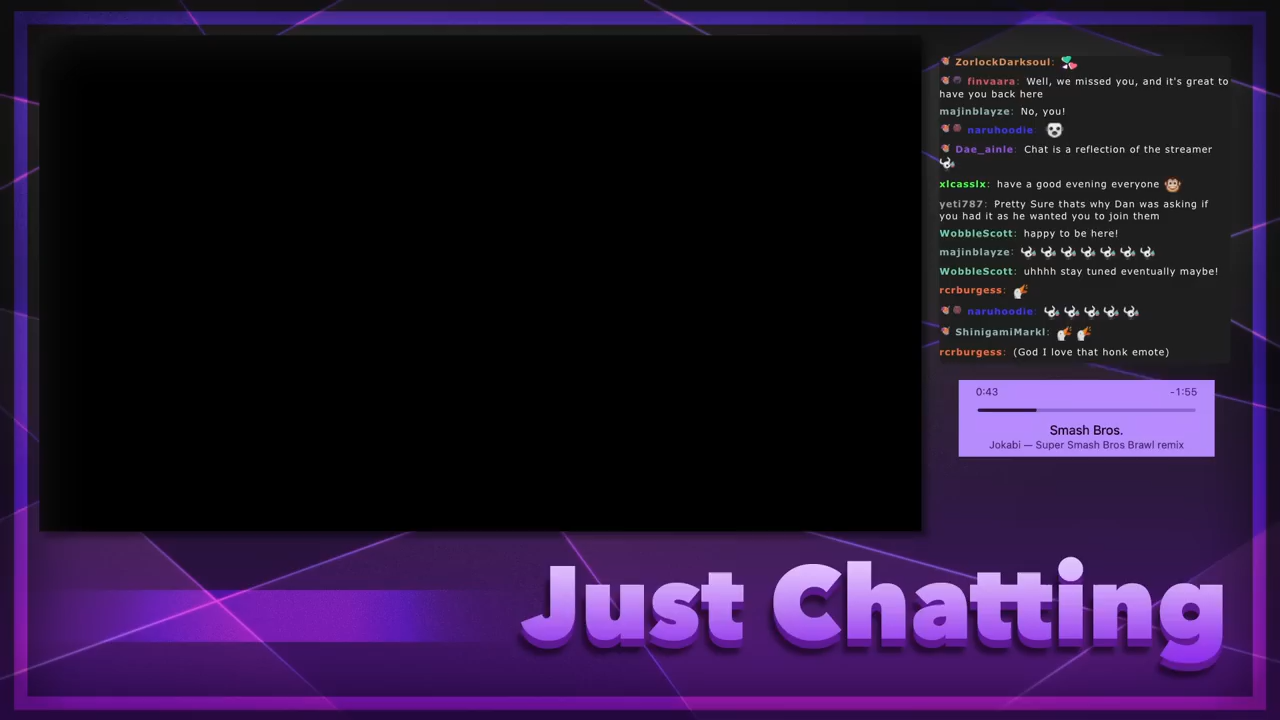 ZorlockDarksoul:
finvaara: Well, we missed you, and it's great to
have you back here
majinblayze: No, you!
naruhoodie:
Dae_ainle: Chat is a reflection of the streamer
xlcasslx: have a good evening everyone
yeti787: Pretty Sure thats why Dan was asking if
you had it as he wanted you to join them
WobbleScott: happy to be here!
majinblayze:
WobbleScott: uhhhh stay tuned eventually maybe!
rcrburgess:
naruhoodie:
ShinigamiMarkl:
rcrburgess: (God I love that honk emote)
0:43 -1:55
Smash Bros.
Jokabi — Super Smash Bros Brawl remix
Just Chatting